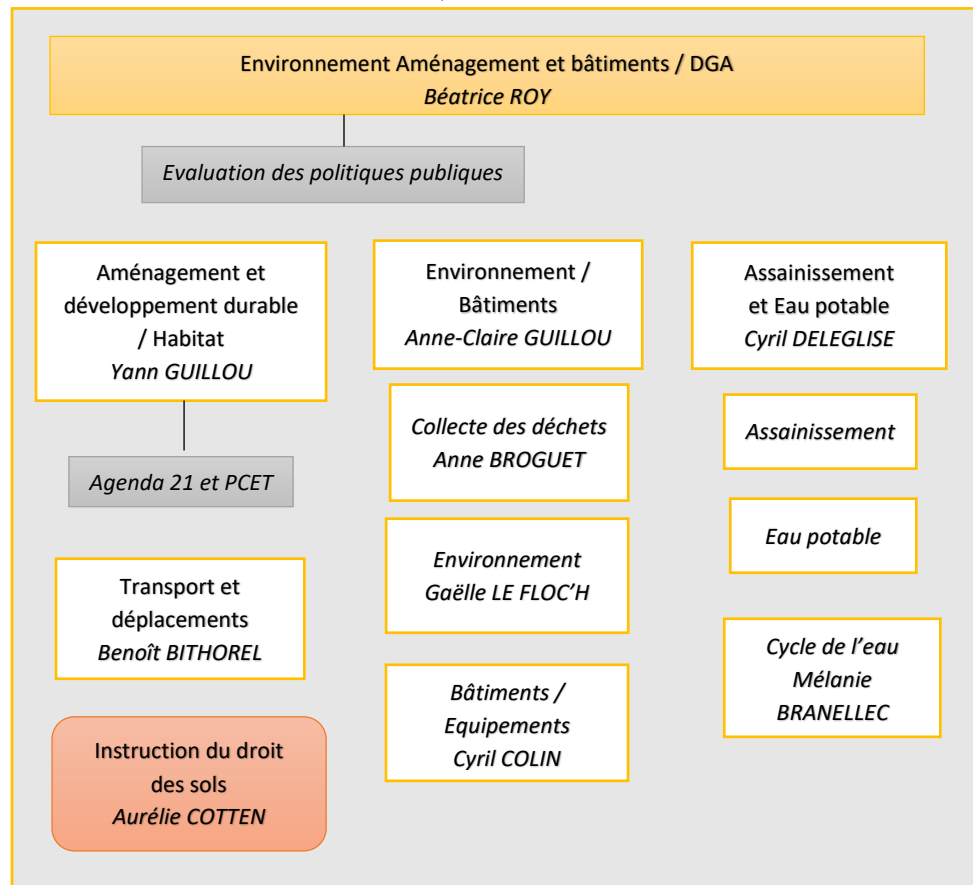 Environnement Aménagement et bâtiments / DGA
Béatrice ROY
Evaluation des politiques publiques
Aménagement et
développement durable
/ Habitat
Yann GUILLOU
Agenda 21 et PCET
Transport et
déplacements
Benoît BITHOREL
Instruction du droit
des sols
Aurélie COTTEN
Environnement /
Bâtiments
Anne-Claire GUILLOU
Collecte des déchets
Anne BROGUET
Environnement
Gaëlle LE FLOC’H
Bâtiments /
Equipements
Cyril COLIN
Assainissement
et Eau potable
Cyril DELEGLISE
Assainissement
Eau potable
Cycle de l’eau
Mélanie
BRANELLEC